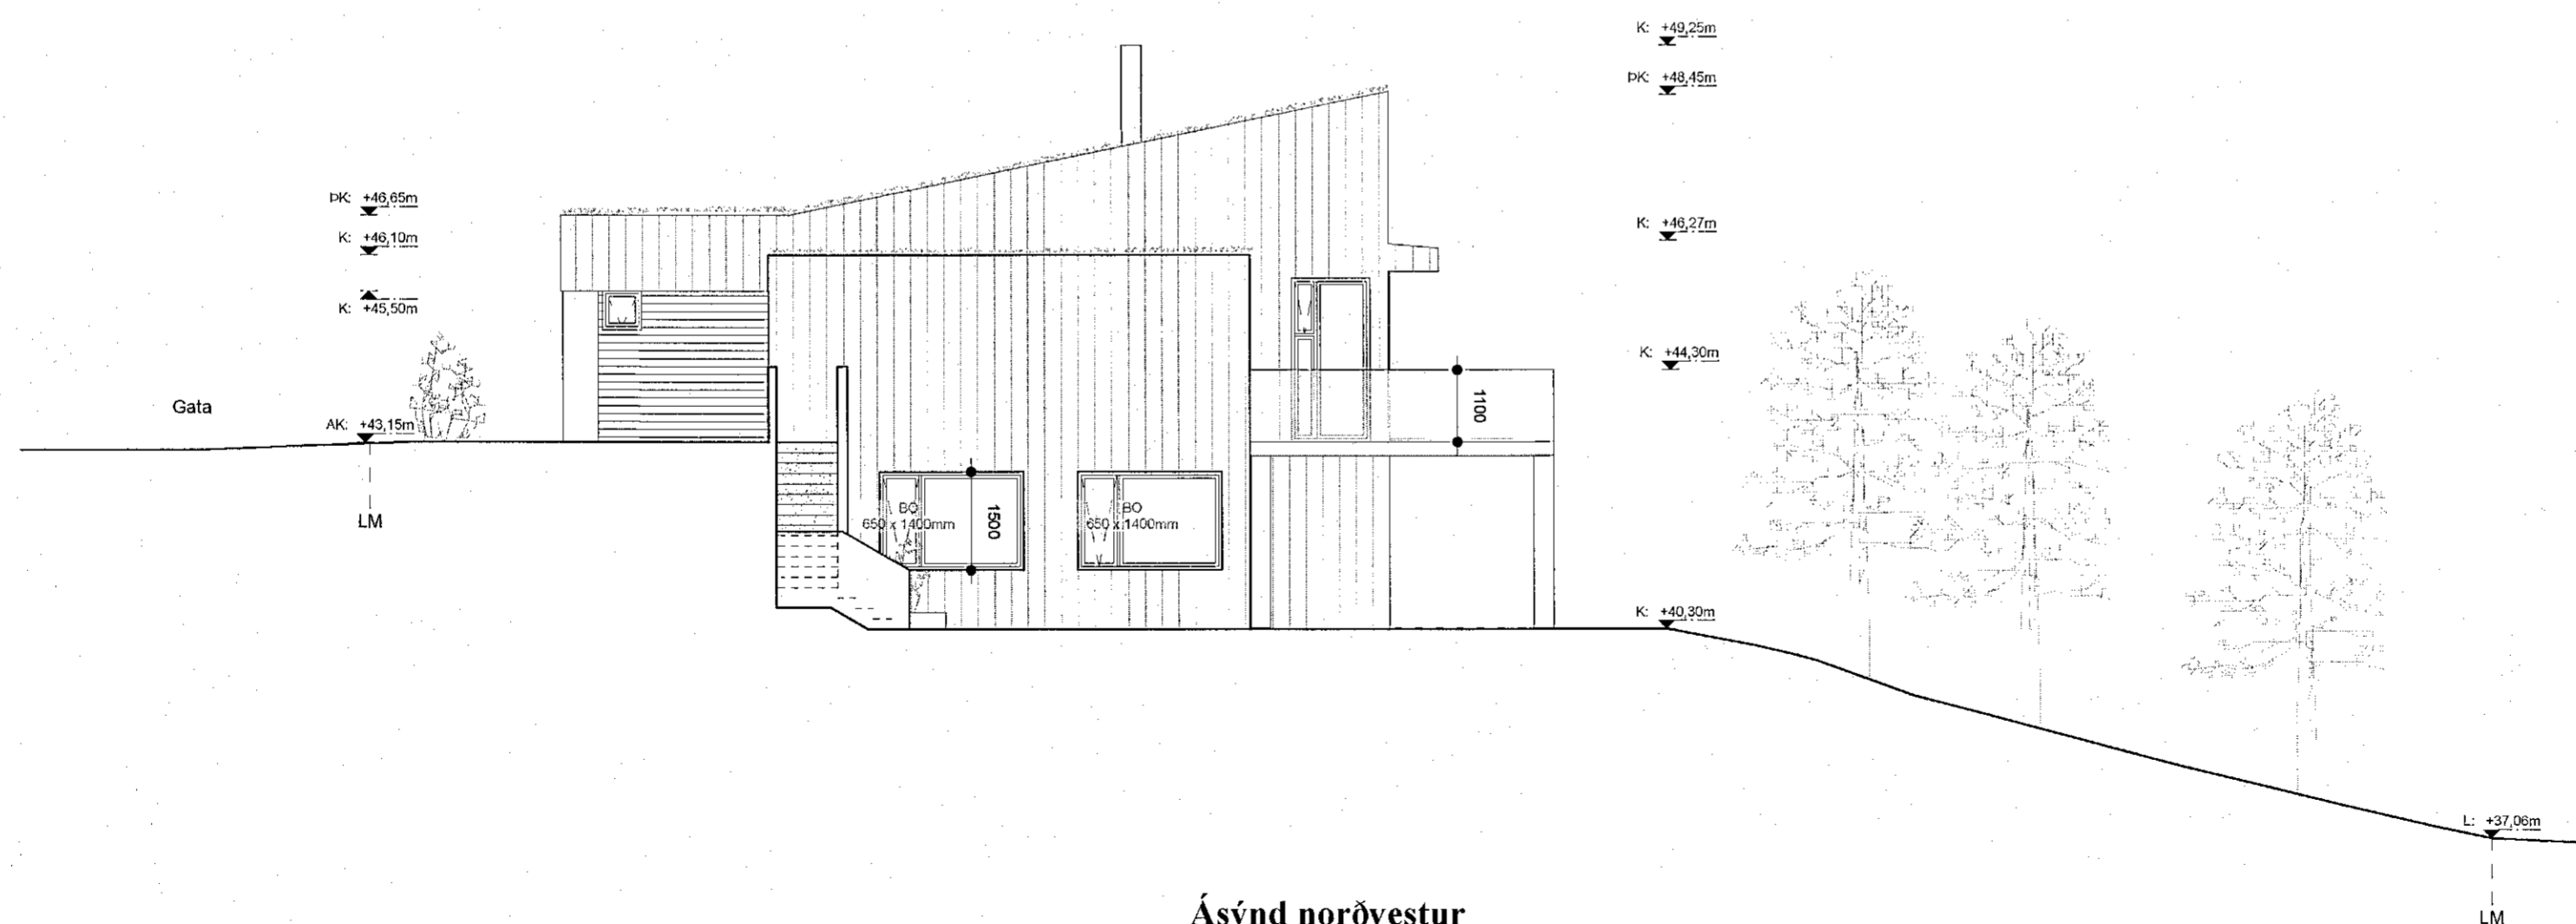 K: +49,25m
ÞK: +48,45m
ÞK: +46,65m
K: +46,10m
K: +46,27m
K: +45,50m
K: +44,30m
Gata
AK: +43,15m
1100
LM
BO
650 x 1400mm
1500
BO
650 x 1400mm
K: +40,30m
L: +37,06m
LM
Ásýnd norðvestur